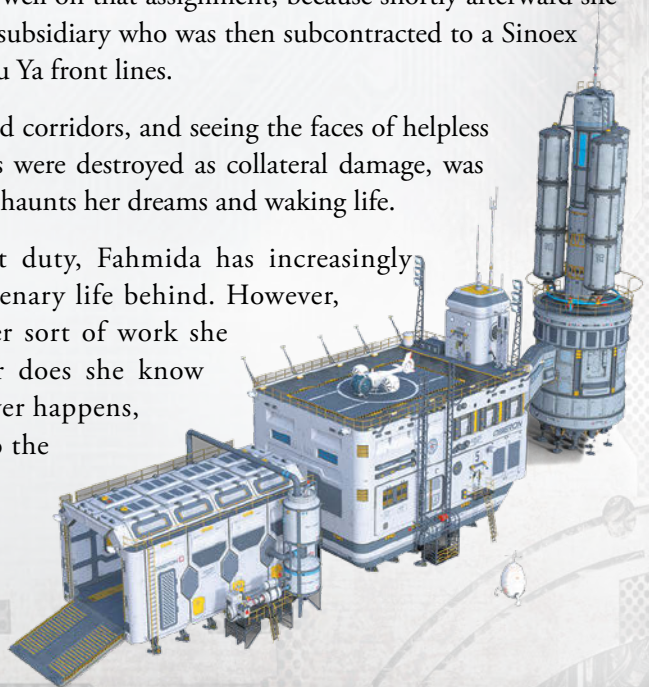 well on that assignment, because shortly afterward she
subsidiary who was then subcontracted to a Sinoex
u Ya front lines.
d corridors, and seeing the faces of helpless
s were destroyed as collateral damage, was
haunts her dreams and waking life.
t duty, Fahmida has increasingly
enary life behind. However,
er sort of work she
r does she know
ver happens,
o the
OBERON